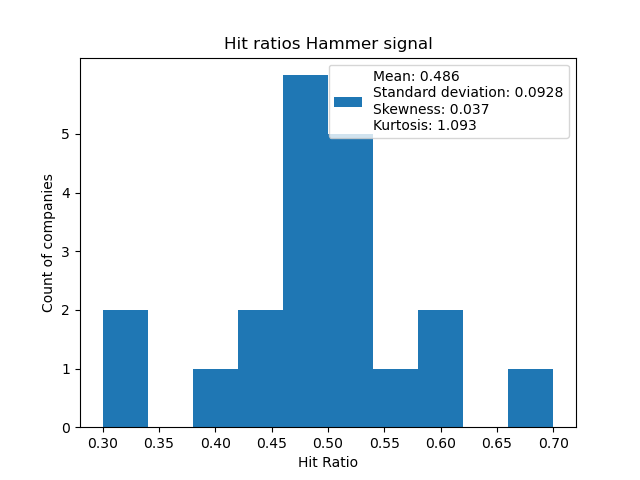 Hit ratios Hammer signal
Mean: 0.486
Standard deviation: 0.0928
Skewness: 0.037
Kurtosis: 1.093
Count of companies
5
4
3
2
1
0
0.30 0.35 0.40 0.45 0.50 0.55 0.60 0.65 0.70
Hit Ratio